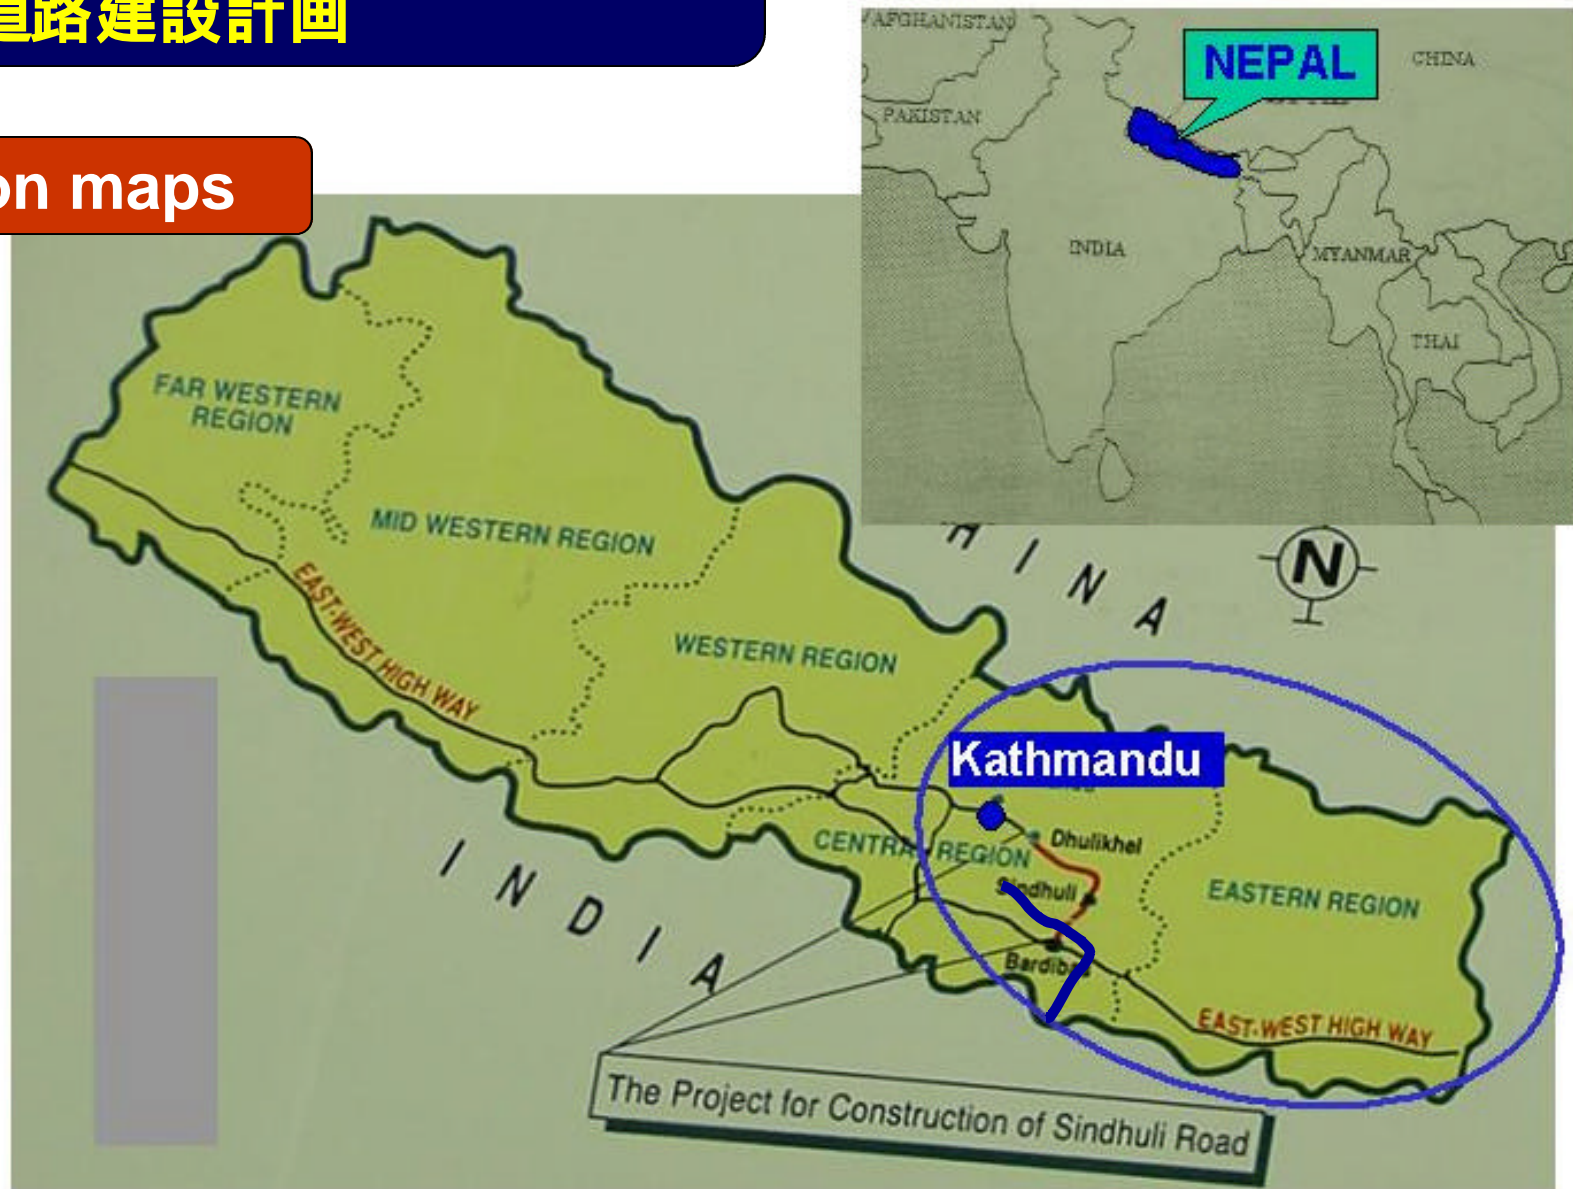 道路建設計画
on maps
AFGHANISTAN
NEPAL
CHINA
PAKISTAN
INDIA
MYANMAR
THAI
FAR WESTERN
REGION
MID WESTERN REGION
HINA
N
EAST-WEST HIGH WAY
WESTERN REGION
Kathmandu
Dhulikhel
CENTRAL REGION
Sindhuli
EASTERN REGION
INDIA
EAST-WEST HIGH WAY
The Project for Construction of Sindhuli Road